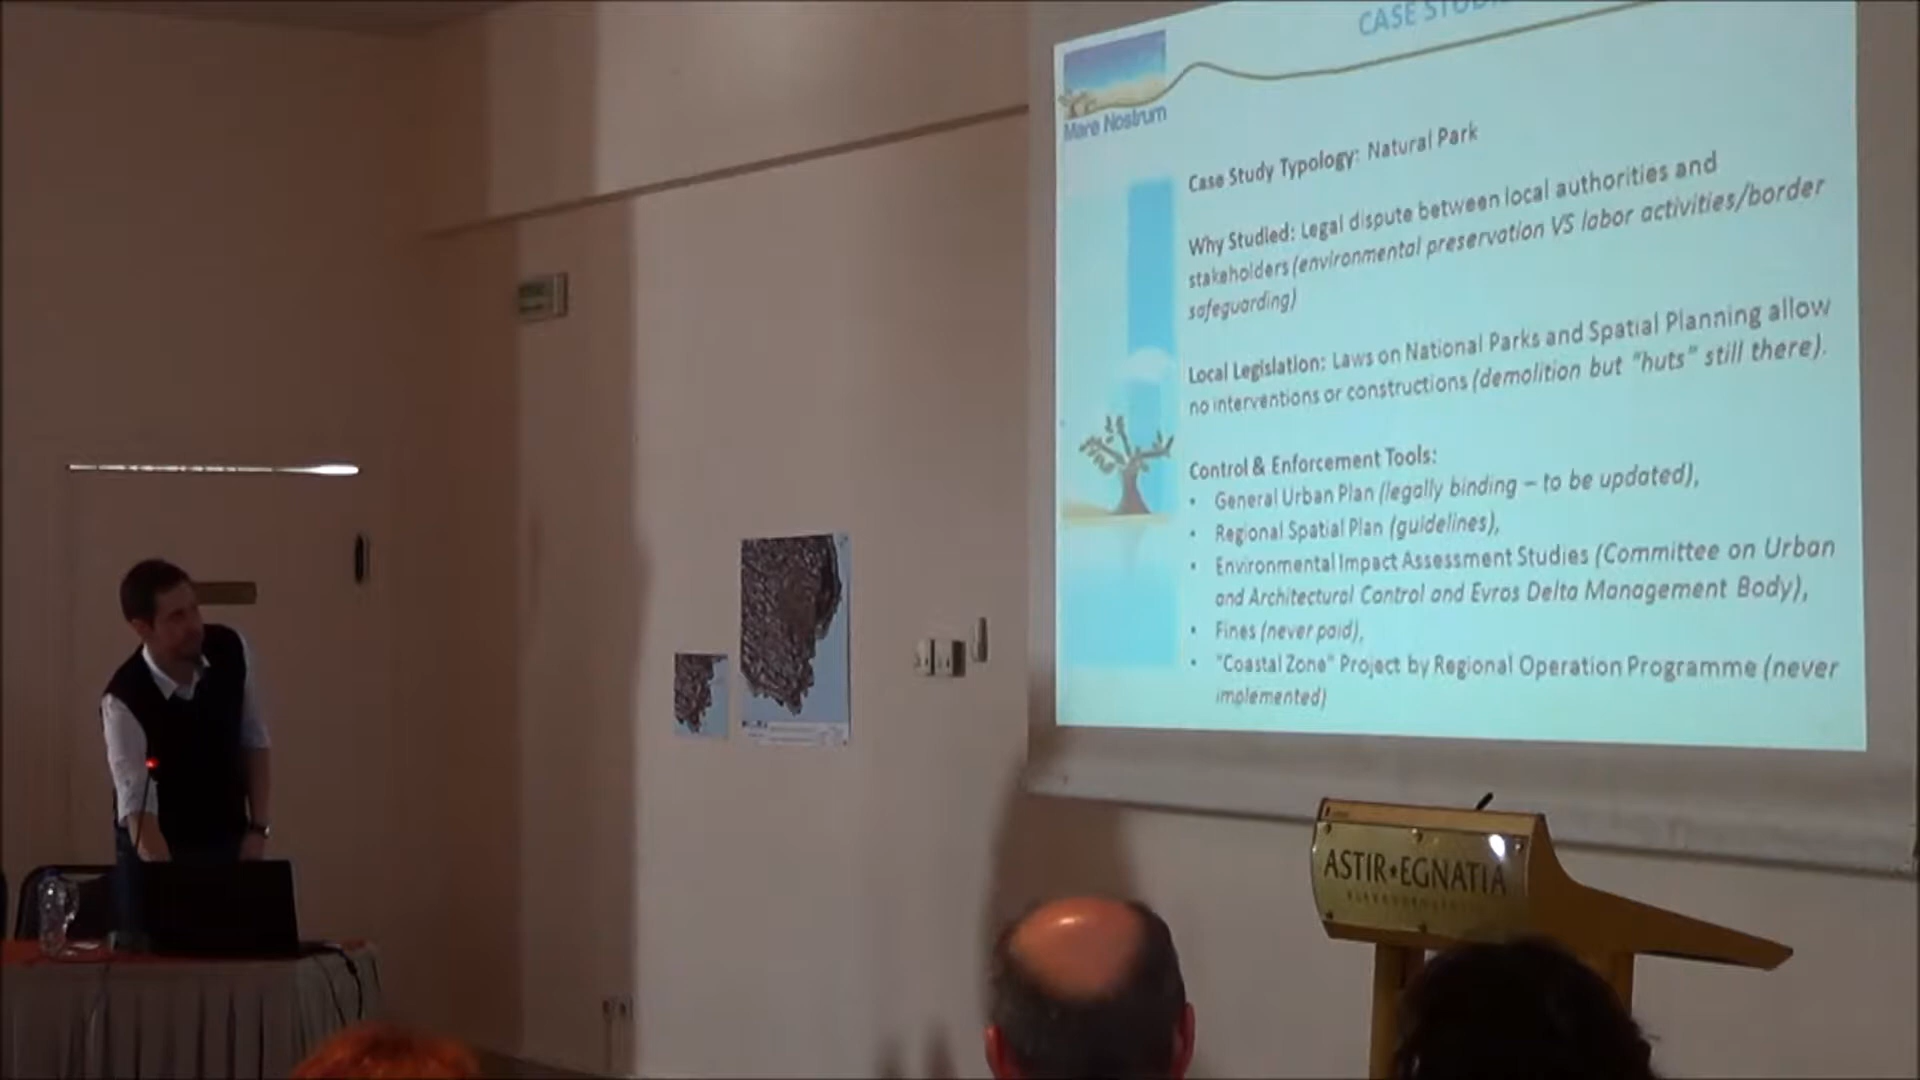 CASE STUD
Mare Nostrum
Case Study Typology: Natural Park
Why Studied: Legal dispute between local authorities and
stakeholders (environmental preservation VS labor activities/border
safeguarding)
Local Legislation: Laws on National Parks and Spatial Planning allow
no interventions or constructions (demolition but "huts" still there).
Control & Enforcement Tools:
• General Urban Plan (legally binding – to be updated),
• Regional Spatial Plan (guidelines),
• Environmental Impact Assessment Studies (Committee on Urban
and Architectural Control and Evros Delta Management Body),
• Fines (never paid),
• "Coastal Zone" Project by Regional Operation Programme (never
implemented)
ASTIR★EGNATIA